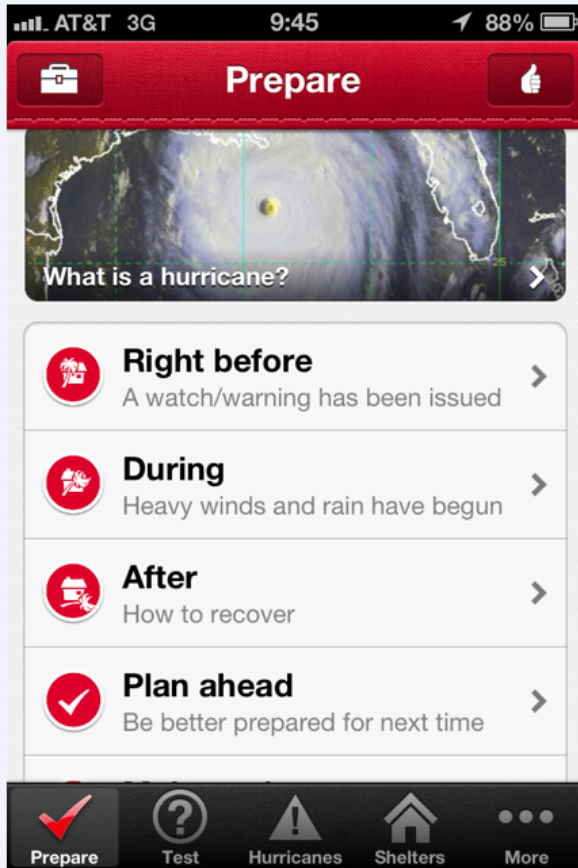 AT&T 3G 9:45 88%
Prepare
25
What is a hurricane?
Right before
A watch/warning has been issued
During
Heavy winds and rain have begun
After
How to recover
Plan ahead
Be better prepared for next time
Prepare Test Hurricanes Shelters More